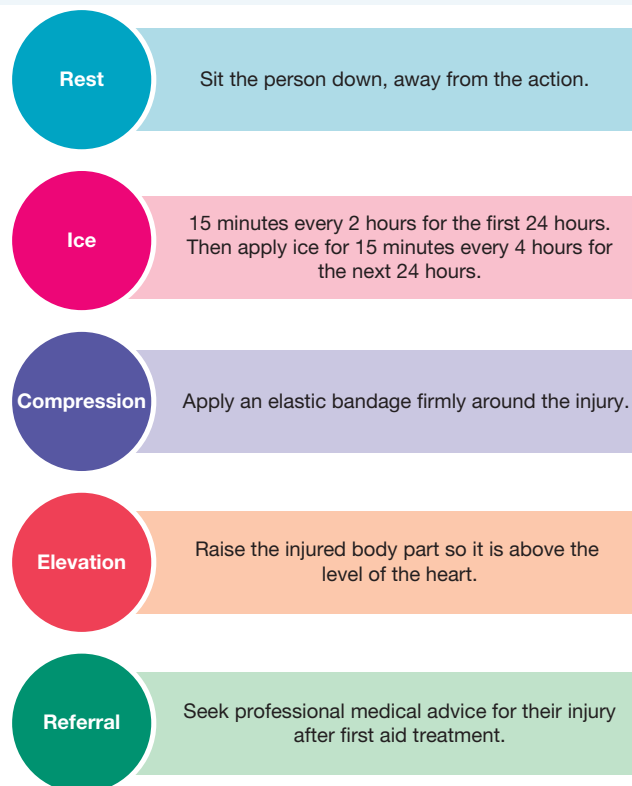 Rest
Sit the person down, away from the action.
Ice
15 minutes every 2 hours for the first 24 hours.
Then apply ice for 15 minutes every 4 hours for
the next 24 hours.
Compression
Apply an elastic bandage firmly around the injury.
Elevation
Raise the injured body part so it is above the
level of the heart.
Referral
Seek professional medical advice for their injury
after first aid treatment.